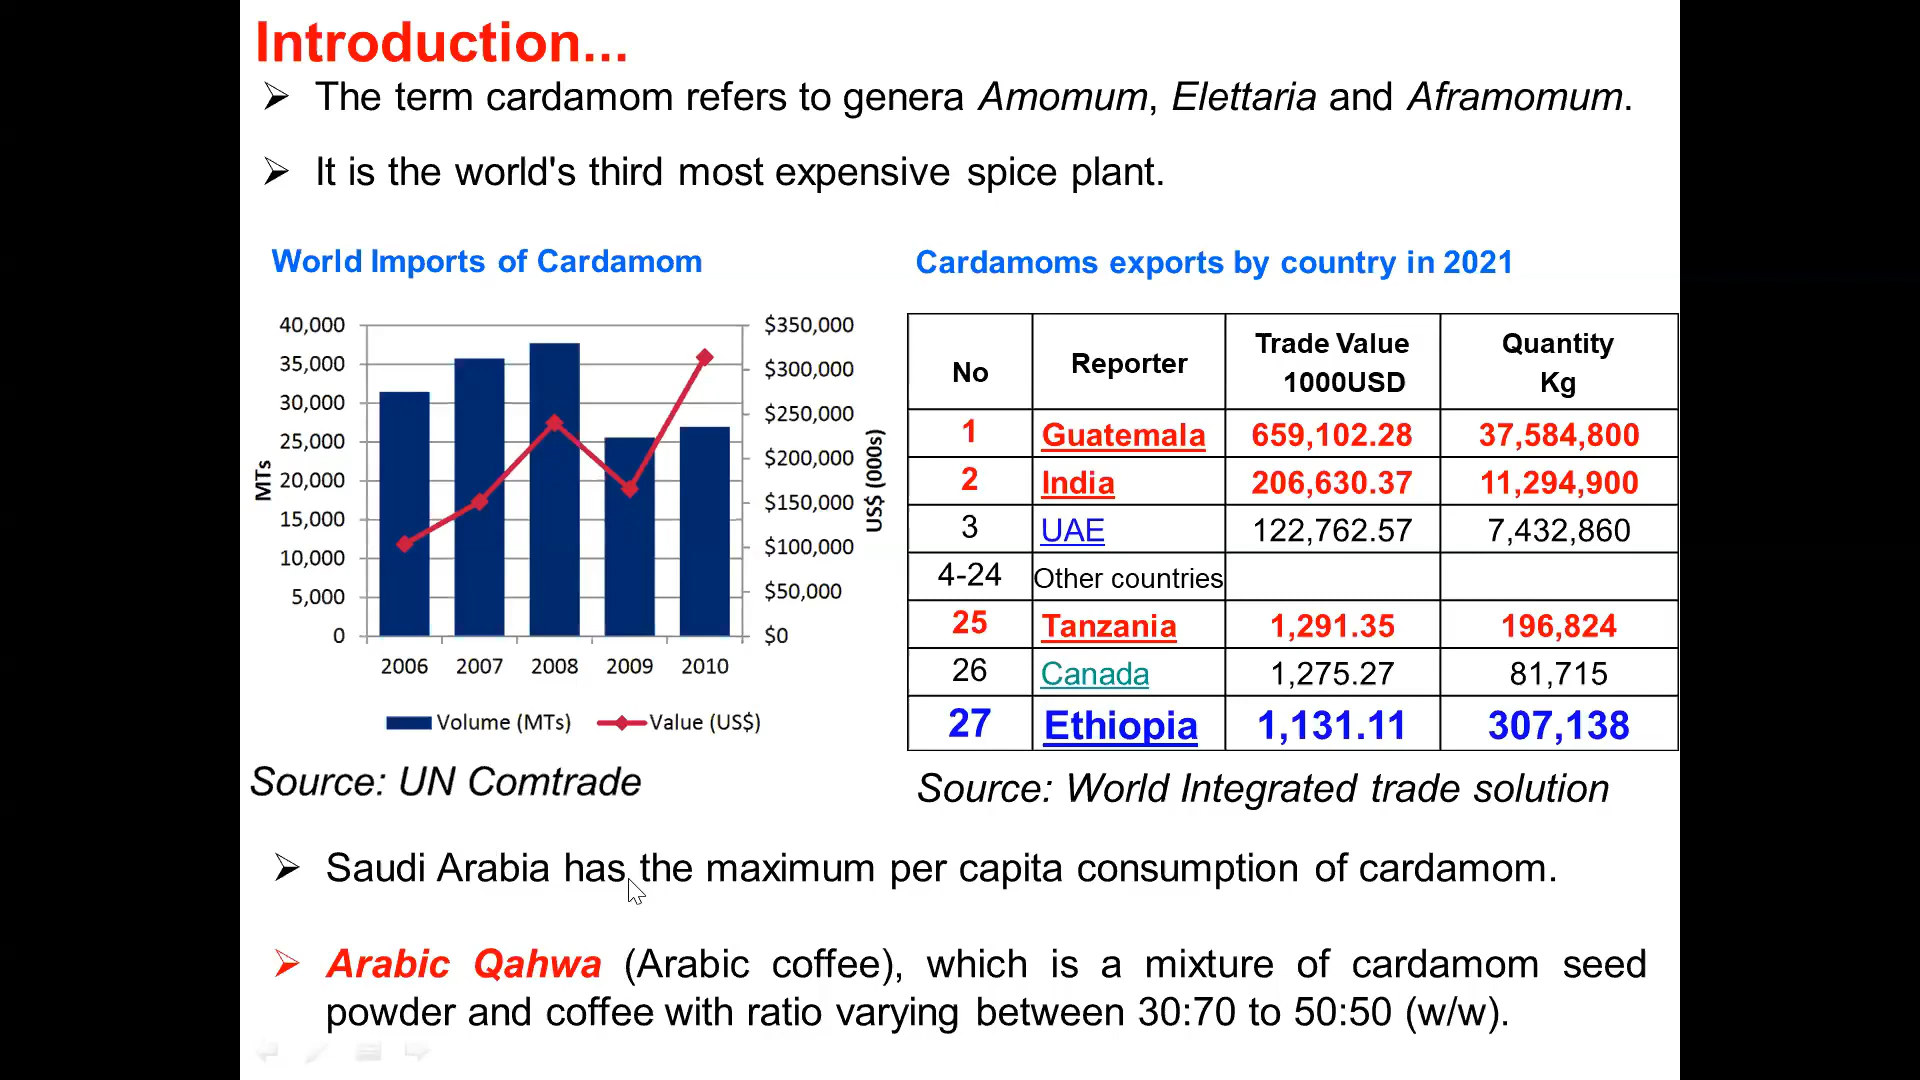 Introduction...
➢ The term cardamom refers to genera Amomum, Elettaria and Aframomum.
➢ It is the world's third most expensive spice plant.
World Imports of Cardamom
40,000
35,000
30,000
25,000
20,000
15,000
10,000
5,000
0
MTs
$350,000
$300,000
$250,000
$200,000
$150,000
$100,000
$50,000
$0
US$ (000s)
2006 2007 2008 2009 2010
Volume (MTs) Value (US$)
Source: UN Comtrade
Cardamoms exports by country in 2021
No Reporter Trade Value 1000USD Quantity Kg
1 Guatemala 659,102.28 37,584,800
2 India 206,630.37 11,294,900
3 UAE 122,762.57 7,432,860
4-24 Other countries
25 Tanzania 1,291.35 196,824
26 Canada 1,275.27 81,715
27 Ethiopia 1,131.11 307,138
Source: World Integrated trade solution
➢ Saudi Arabia has the maximum per capita consumption of cardamom.
➢ Arabic Qahwa (Arabic coffee), which is a mixture of cardamom seed
powder and coffee with ratio varying between 30:70 to 50:50 (w/w).